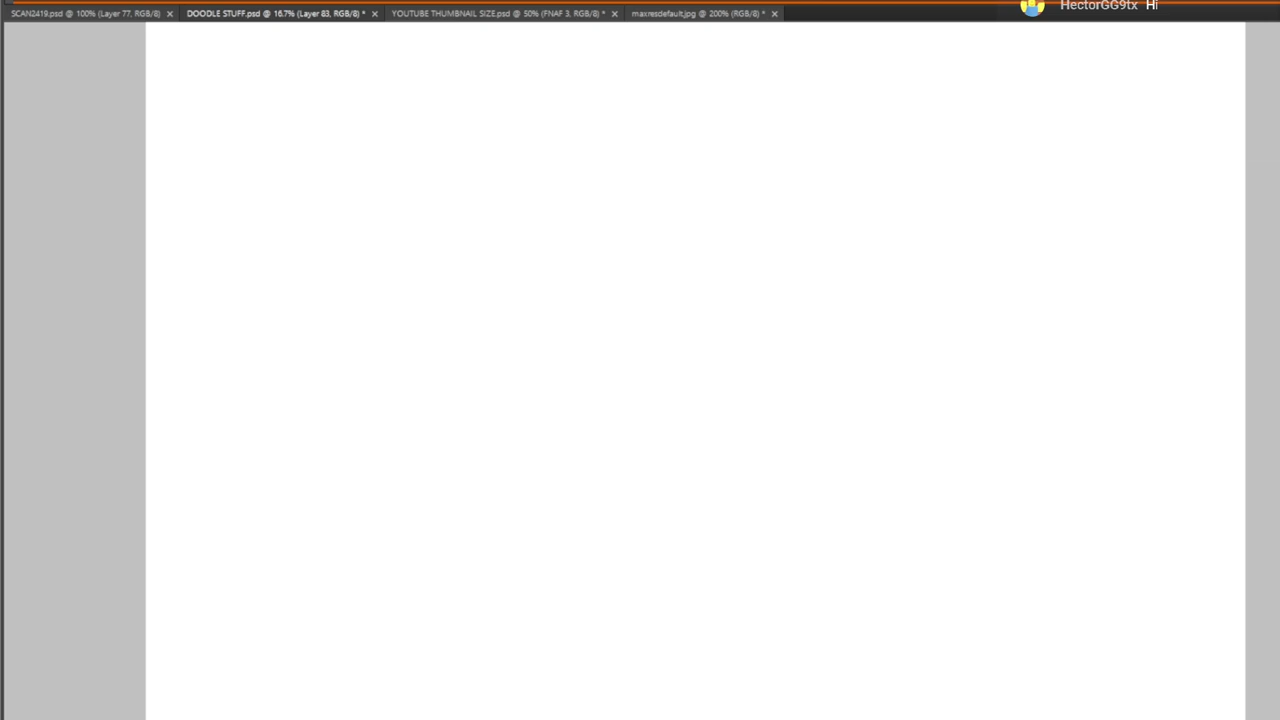 SCAN2419.psd @ 100% (Layer 77, RGB/8)
DOODLE STUFF.psd @ 16.7% (Layer 83, RGB/8) *
YOUTUBE THUMBNAIL SIZE.psd @ 50% (FNAF 3, RGB/8) *
maxresdefault.jpg @ 200% (RGB/8) *
HectorGG9tx Hi